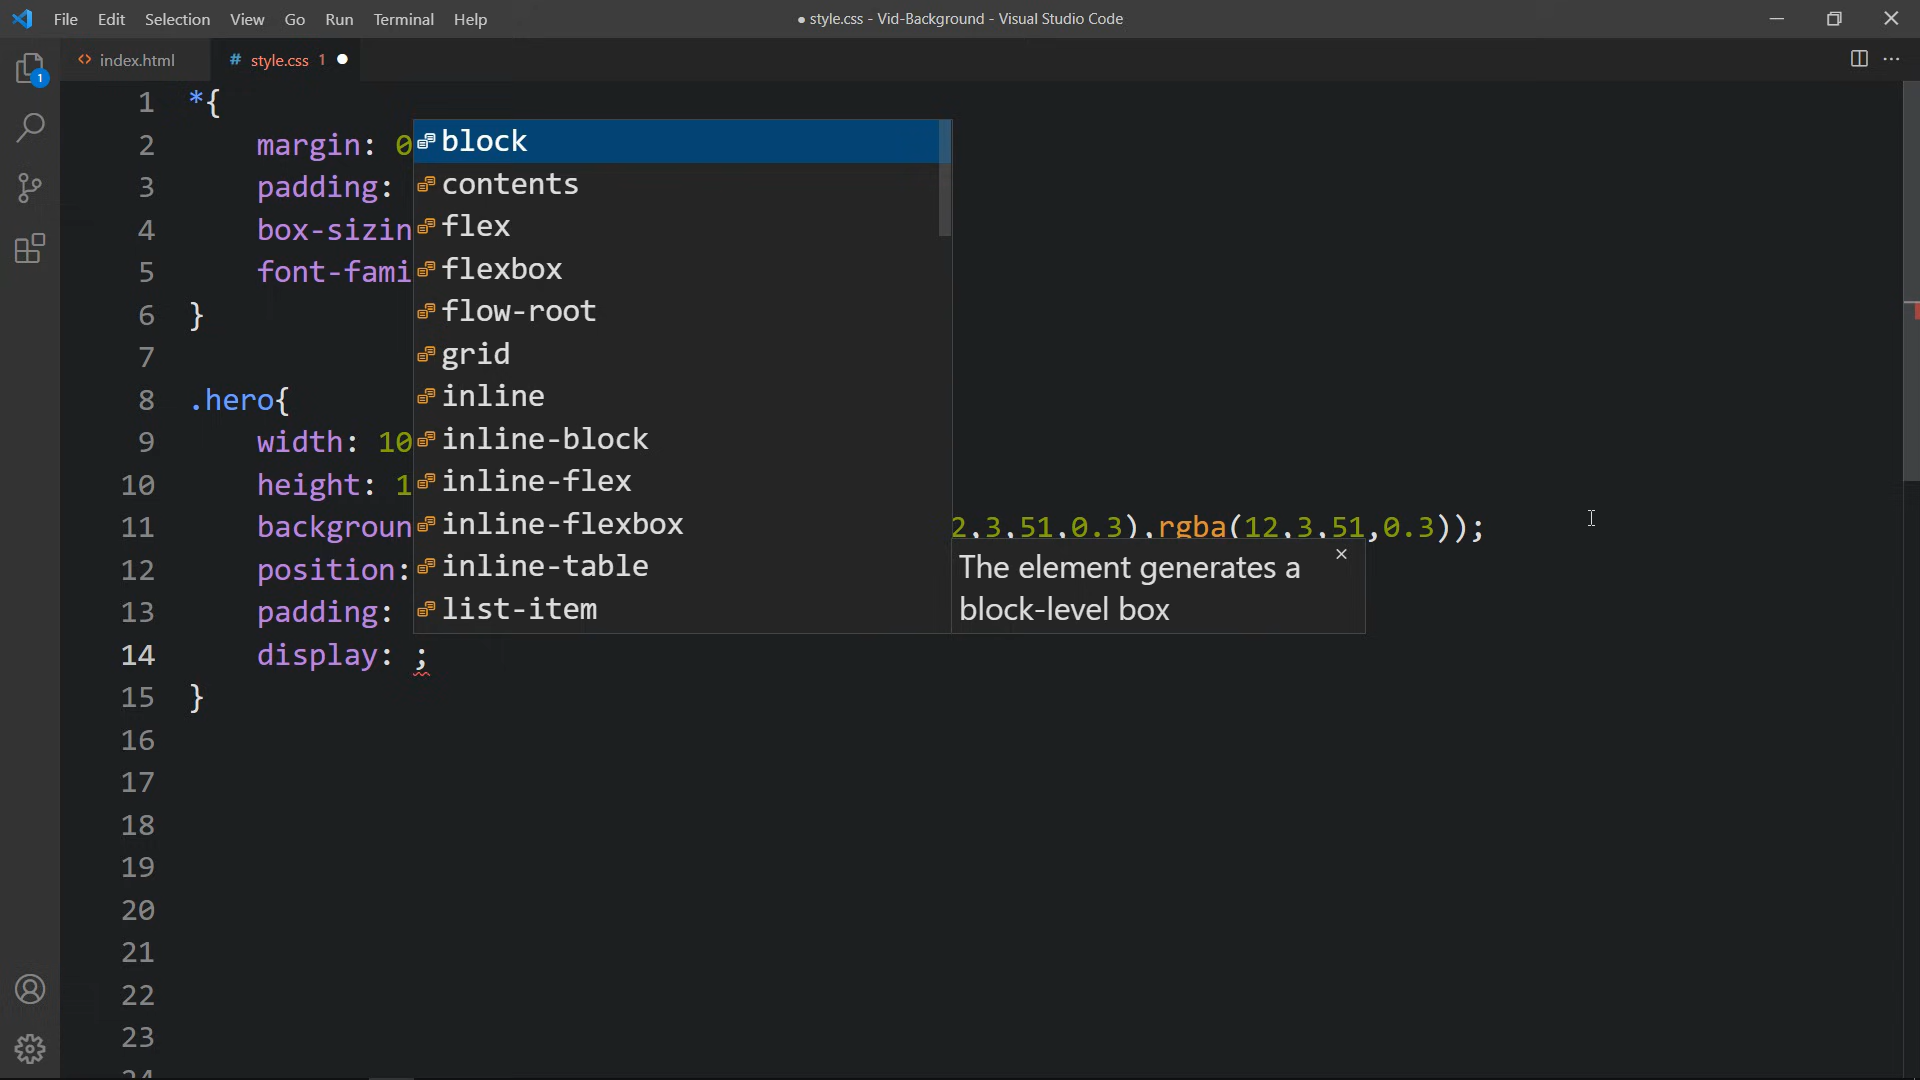 File Edit Selection View Go Run Terminal Help ● style.css - Vid-Background - Visual Studio Code
1
index.html
# style.css 1
1 *{
2 margin: 0
3 padding:
4 box-sizin
5 font-fami
6 }
7
8 .hero{
9 width: 10
10 height: 1
11 backgroun 2,3,51,0.3),rgba(12,3,51,0.3));
12 position:
13 padding:
14 display: ;
15 }
16
17
18
19
20
21
22
23
24
block
contents
flex
flexbox
flow-root
grid
inline
inline-block
inline-flex
inline-flexbox
inline-table
list-item
The element generates a
block-level box